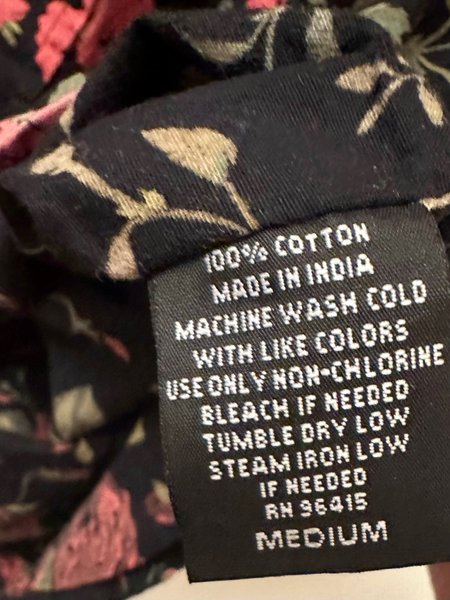 100% COTTON
MADE IN INDIA
MACHINE WASH COLD
WITH LIKE COLORS
USE ONLY NON-CHLORINE
BLEACH IF NEEDED
TUMBLE DRY LOW
STEAM IRON LOW
IF NEEDED
RN 96415
MEDIUM